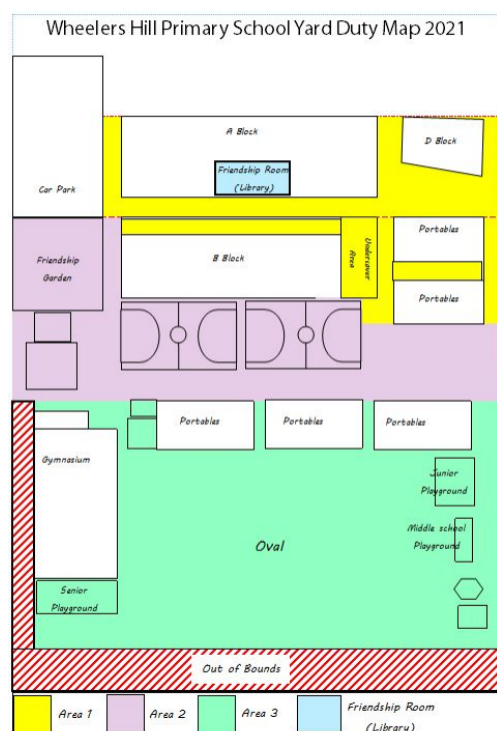 Wheelers Hill Primary School Yard Duty Map 2021
A Block
D Block
Friendship Room
(Library)
Car Park
Portables
Friendship
Garden
B Block
Undercover
Area
Portables
Portables
Portables
Portables
Gymnasium
Junior
Playground
Middle school
Playground
Oval
Senior
Playground
Out of Bounds
Area 1
Area 2
Area 3
Friendship Room
(Library)